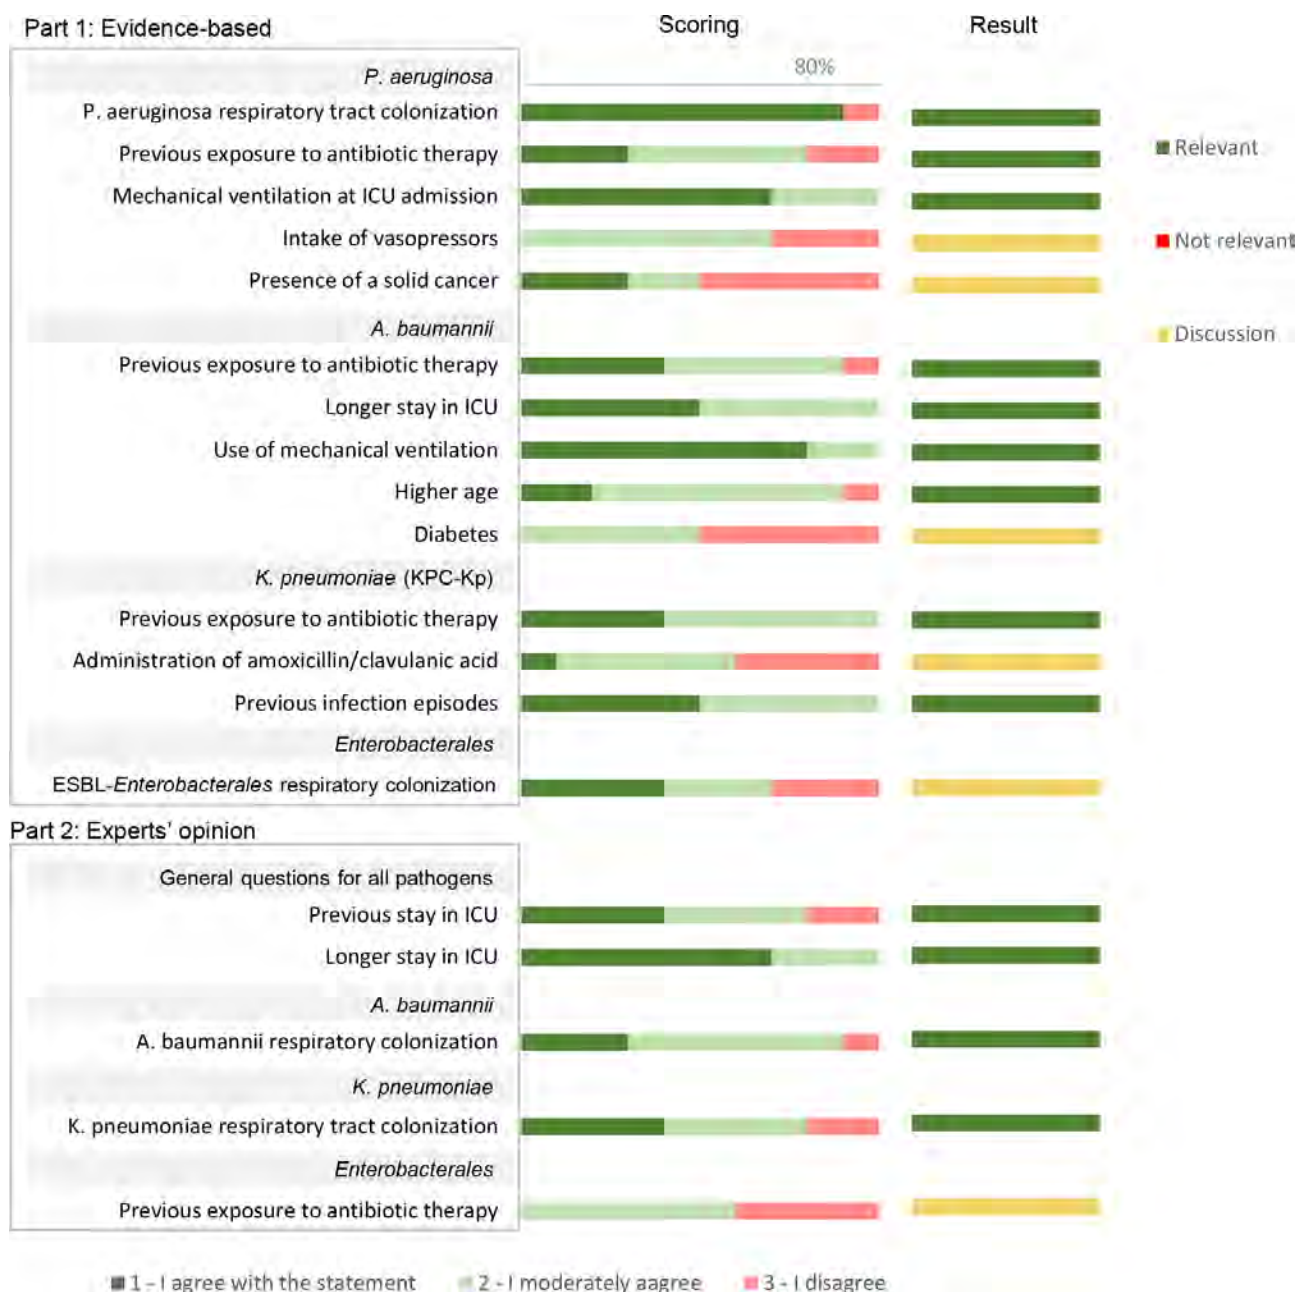 Part 1: Evidence-based
Scoring
Result
P. aeruginosa
80%
P. aeruginosa respiratory tract colonization
Previous exposure to antibiotic therapy
Mechanical ventilation at ICU admission
Intake of vasopressors
Presence of a solid cancer
A. baumannii
Previous exposure to antibiotic therapy
Longer stay in ICU
Use of mechanical ventilation
Higher age
Diabetes
K. pneumoniae (KPC-Kp)
Previous exposure to antibiotic therapy
Administration of amoxicillin/clavulanic acid
Previous infection episodes
Enterobacterales
ESBL-Enterobacterales respiratory colonization
Relevant
Not relevant
Discussion
Part 2: Experts' opinion
General questions for all pathogens
Previous stay in ICU
Longer stay in ICU
A. baumannii
A. baumannii respiratory colonization
K. pneumoniae
K. pneumoniae respiratory tract colonization
Enterobacterales
Previous exposure to antibiotic therapy
1 - I agree with the statement
2 - I moderately aagree
3 - I disagree